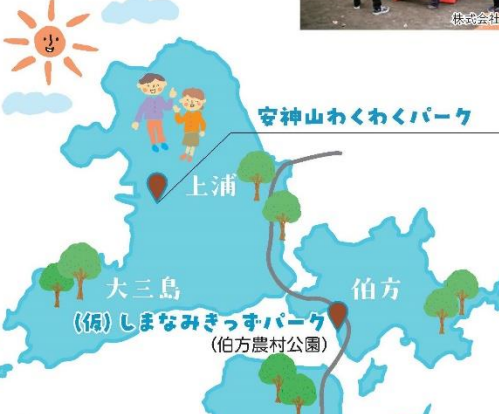 株式会社
安神山わくわくパーク
上浦
大三島
伯方
(仮)しまなみきっずパーク
(伯方農村公園)